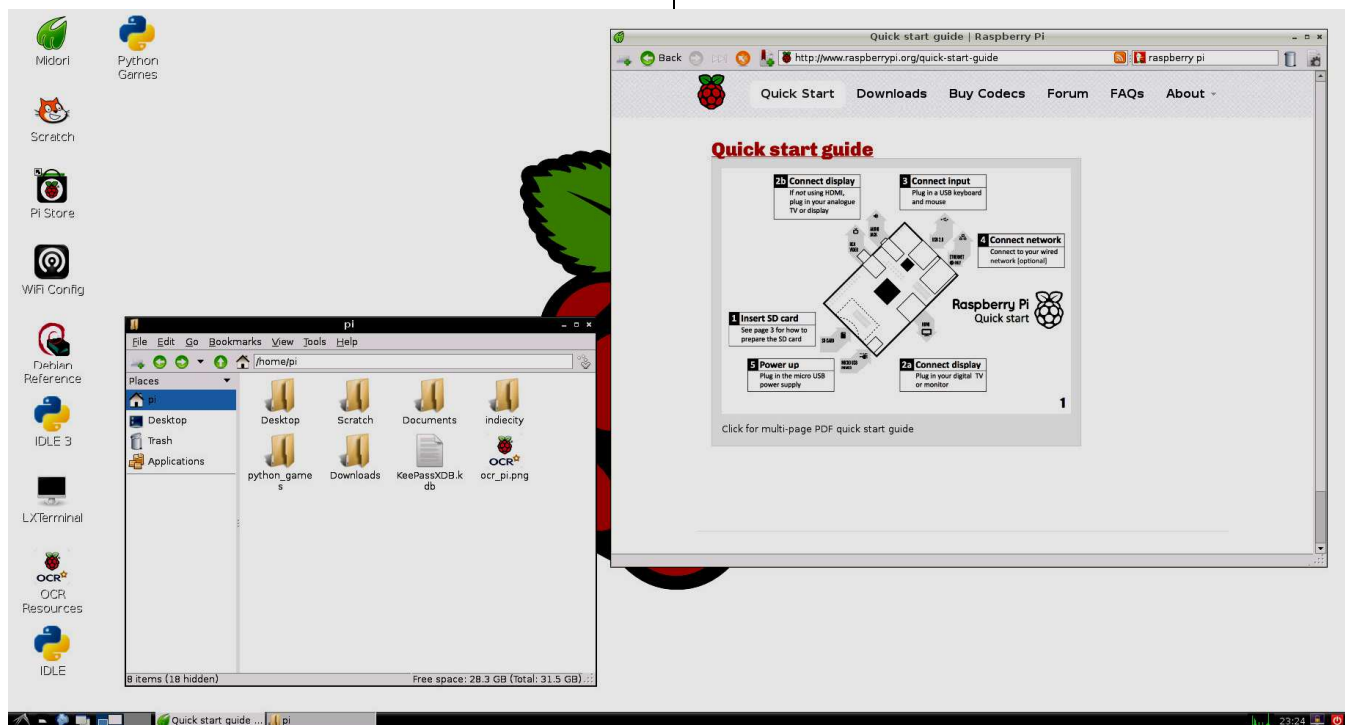 Midori
Python
Games
Scratch
Pi Store
WiFi Config
Debian
Reference
IDLE 3
LXTerminal
OCR
OCR
Resources
IDLE
pi
File Edit Go Bookmarks View Tools Help
/home/pi
Places
pi
Desktop
Trash
Applications
Desktop Scratch Documents indiecity
OCR
python_game
s
Downloads
KeePassXDB.k
db
ocr_pi.png
8 items (18 hidden) Free space: 28.3 GB (Total: 31.5 GB)
Quick start guide | Raspberry Pi
Back http://www.raspberrypi.org/quick-start-guide raspberry pi
Quick Start Downloads Buy Codecs Forum FAQs About
Quick start guide
2b Connect display
If not using HDMI,
plug in your analogue
TV or display
3 Connect input
Plug in a USB keyboard
and mouse
4 Connect network
Connect to your wired
network [optional]
Raspberry Pi
Quick start
1 Insert SD card
See page 3 for how to
prepare the SD card
5 Power up
Plug in the micro USB
power supply
2a Connect display
Plug in your digital TV
or monitor
1
Click for multi-page PDF quick start guide
Quick start guide ... pi 23:24